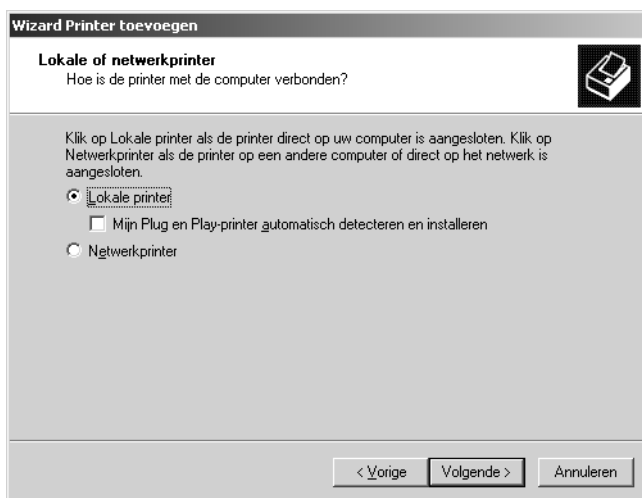 Wizard Printer toevoegen
Lokale of netwerkprinter
Hoe is de printer met de computer verbonden?
Klik op Lokale printer als de printer direct op uw computer is aangesloten. Klik op
Netwerkprinter als de printer op een andere computer of direct op het netwerk is
aangesloten.
Lokale printer
Mijn Plug en Play-printer automatisch detecteren en installeren
Netwerkprinter
< Vorige Volgende > Annuleren